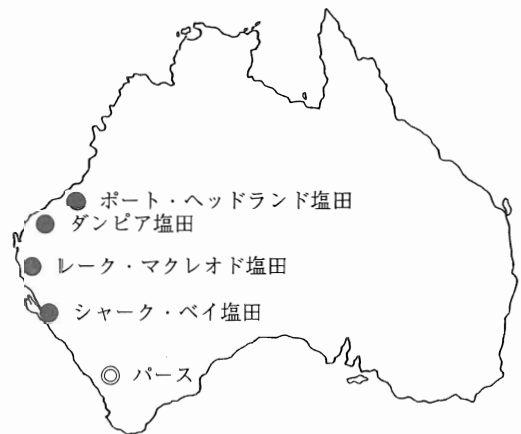 ポート・ヘッドランド塩田
ダンピア塩田
レーク・マクレオド塩田
シャーク・ベイ塩田
パース